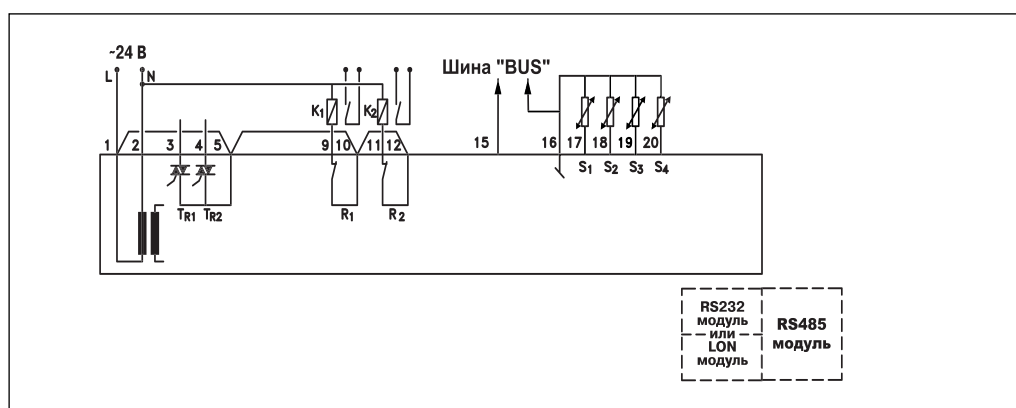 ~24 В
L N
Шина "BUS"
K1 K2
1 2 3 4 5 9 10 11 12 15 16 17 18 19 20
S1 S2 S3 S4
TR1 TR2 R1 R2
RS232
модуль
или
LON
модуль
RS485
модуль